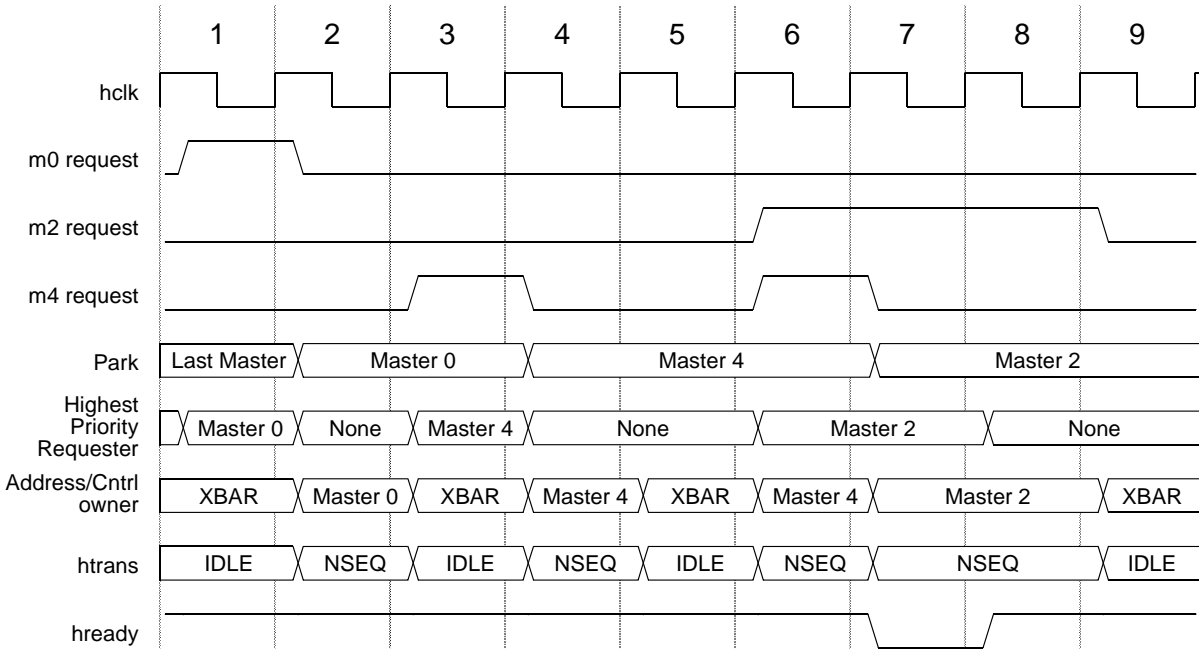 1 2 3 4 5 6 7 8 9
hclk
m0 request
m2 request
m4 request
Park Last Master Master 0 Master 4 Master 2
Highest
Priority
Requester
Master 0 None Master 4 None Master 2 None
Address/Cntrl
owner
XBAR Master 0 XBAR Master 4 XBAR Master 4 Master 2 XBAR
htrans IDLE NSEQ IDLE NSEQ IDLE NSEQ NSEQ IDLE
hready